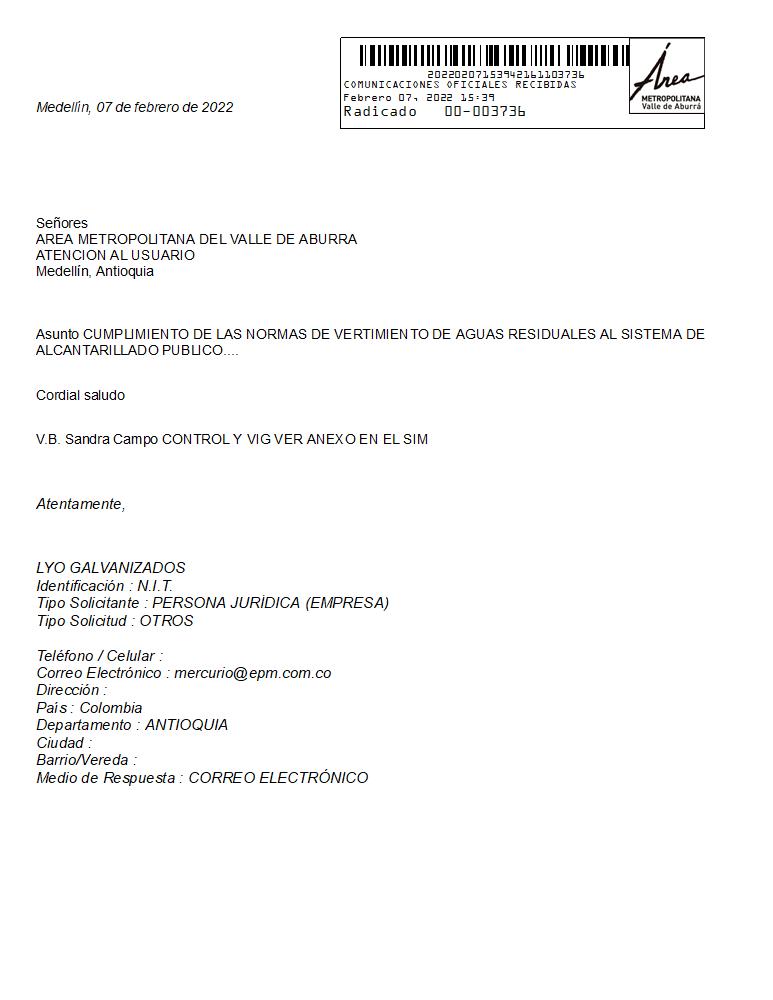 20220207153942161103736
COMUNICACIONES OFICIALES RECIBIDAS
Febrero 07, 2022 15:39
Radicado 00-003736
Área
METROPOLITANA
Valle de Aburrá
Medellín, 07 de febrero de 2022
Señores
AREA METROPOLITANA DEL VALLE DE ABURRA
ATENCION AL USUARIO
Medellín, Antioquia
Asunto CUMPLIMIENTO DE LAS NORMAS DE VERTIMIENTO DE AGUAS RESIDUALES AL SISTEMA DE
ALCANTARILLADO PUBLICO....
Cordial saludo
V.B. Sandra Campo CONTROL Y VIG VER ANEXO EN EL SIM
Atentamente,
LYO GALVANIZADOS
Identificación : N.I.T.
Tipo Solicitante : PERSONA JURÍDICA (EMPRESA)
Tipo Solicitud : OTROS
Teléfono / Celular :
Correo Electrónico : mercurio@epm.com.co
Dirección :
País : Colombia
Departamento : ANTIOQUIA
Ciudad :
Barrio/Vereda :
Medio de Respuesta : CORREO ELECTRÓNICO